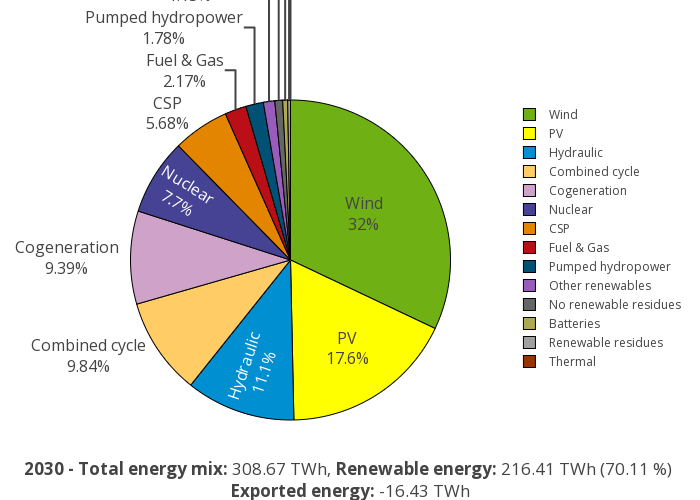 Pumped hydropower
1.78%
Fuel & Gas
2.17%
CSP
5.68%
Nuclear
7.7%
Cogeneration
9.39%
Combined cycle
9.84%
Hydraulic
11.1%
PV
17.6%
Wind
32%
Wind
PV
Hydraulic
Combined cycle
Cogeneration
Nuclear
CSP
Fuel & Gas
Pumped hydropower
Other renewables
No renewable residues
Batteries
Renewable residues
Thermal
2030 - Total energy mix: 308.67 TWh, Renewable energy: 216.41 TWh (70.11 %)
Exported energy: -16.43 TWh